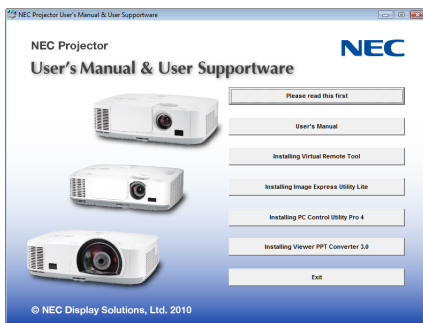 NEC Projector User's Manual & User Supportware
NEC Projector
NEC
User's Manual & User Supportware
Please read this first
User's Manual
Installing Virtual Remote Tool
Installing Image Express Utility Lite
Installing PC Control Utility Pro 4
Installing Viewer PPT Converter 3.0
Exit
© NEC Display Solutions, Ltd. 2010